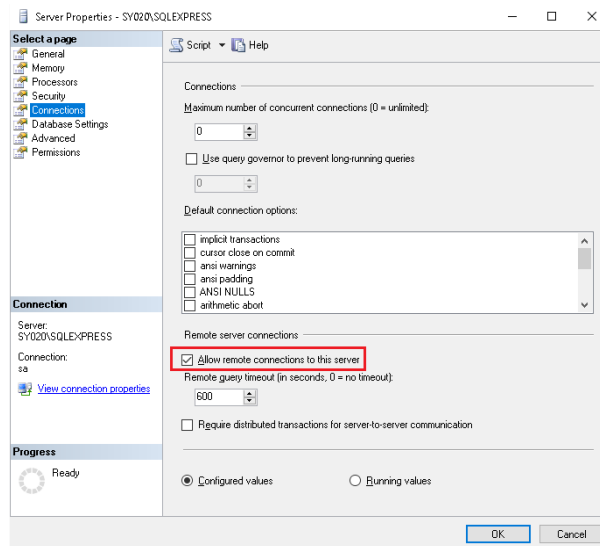 Server Properties - SY020\SQLEXPRESS
Select a page
General
Memory
Processors
Security
Connections
Database Settings
Advanced
Permissions
Script
Help
Connections
Maximum number of concurrent connections (0 = unlimited):
0
Use query governor to prevent long-running queries
0
Default connection options:
implicit transactions
cursor close on commit
ansi warnings
ansi padding
ANSI NULLS
arithmetic abort
Connection
Server:
SY020\SQLEXPRESS
Connection:
sa
View connection properties
Remote server connections
Allow remote connections to this server
Remote query timeout (in seconds, 0 = no timeout):
600
Require distributed transactions for server-to-server communication
Progress
Ready
Configured values
Running values
OK
Cancel